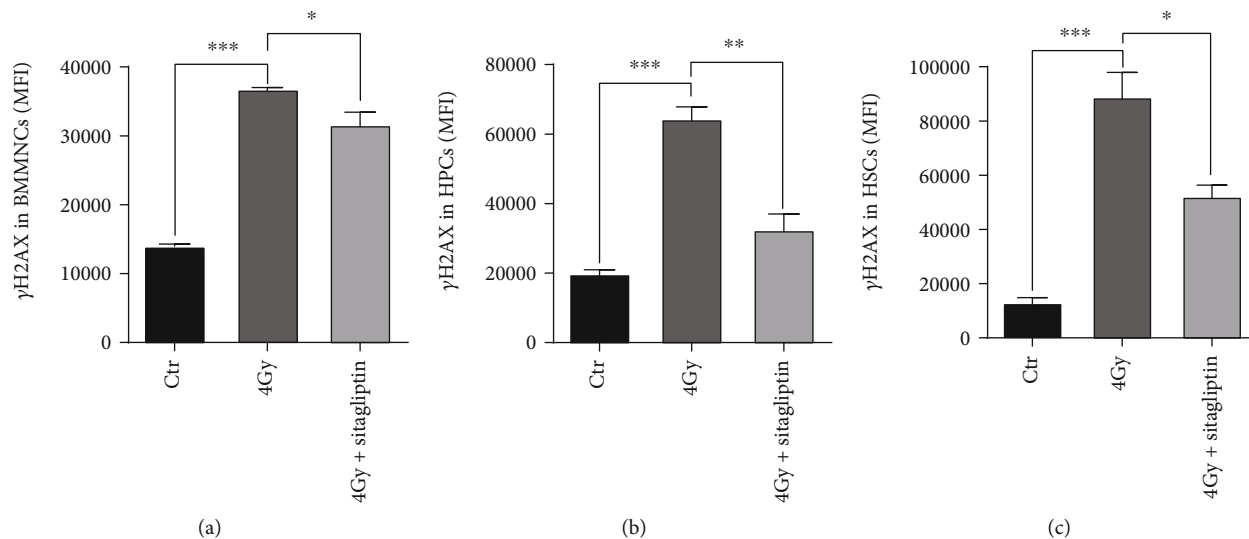 γH2AX in BMMNCs (MFI)
40000
30000
20000
10000
0
***
*
Ctr
4Gy
4Gy + sitagliptin
(a)
γH2AX in HPCs (MFI)
80000
60000
40000
20000
0
***
**
Ctr
4Gy
4Gy + sitagliptin
(b)
γH2AX in HSCs (MFI)
100000
80000
60000
40000
20000
0
***
*
Ctr
4Gy
4Gy + sitagliptin
(c)